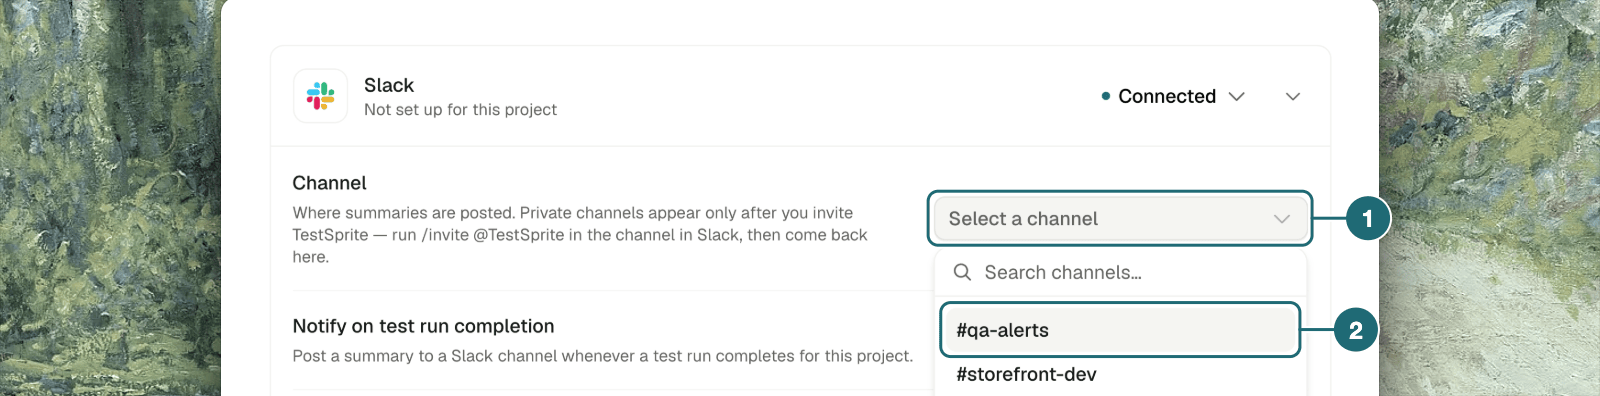 Slack
Not set up for this project
Connected
Channel
Where summaries are posted. Private channels appear only after you invite
TestSprite — run /invite @TestSprite in the channel in Slack, then come back
here.
Select a channel
1
Search channels...
Notify on test run completion
Post a summary to a Slack channel whenever a test run completes for this project.
#qa-alerts
2
#storefront-dev